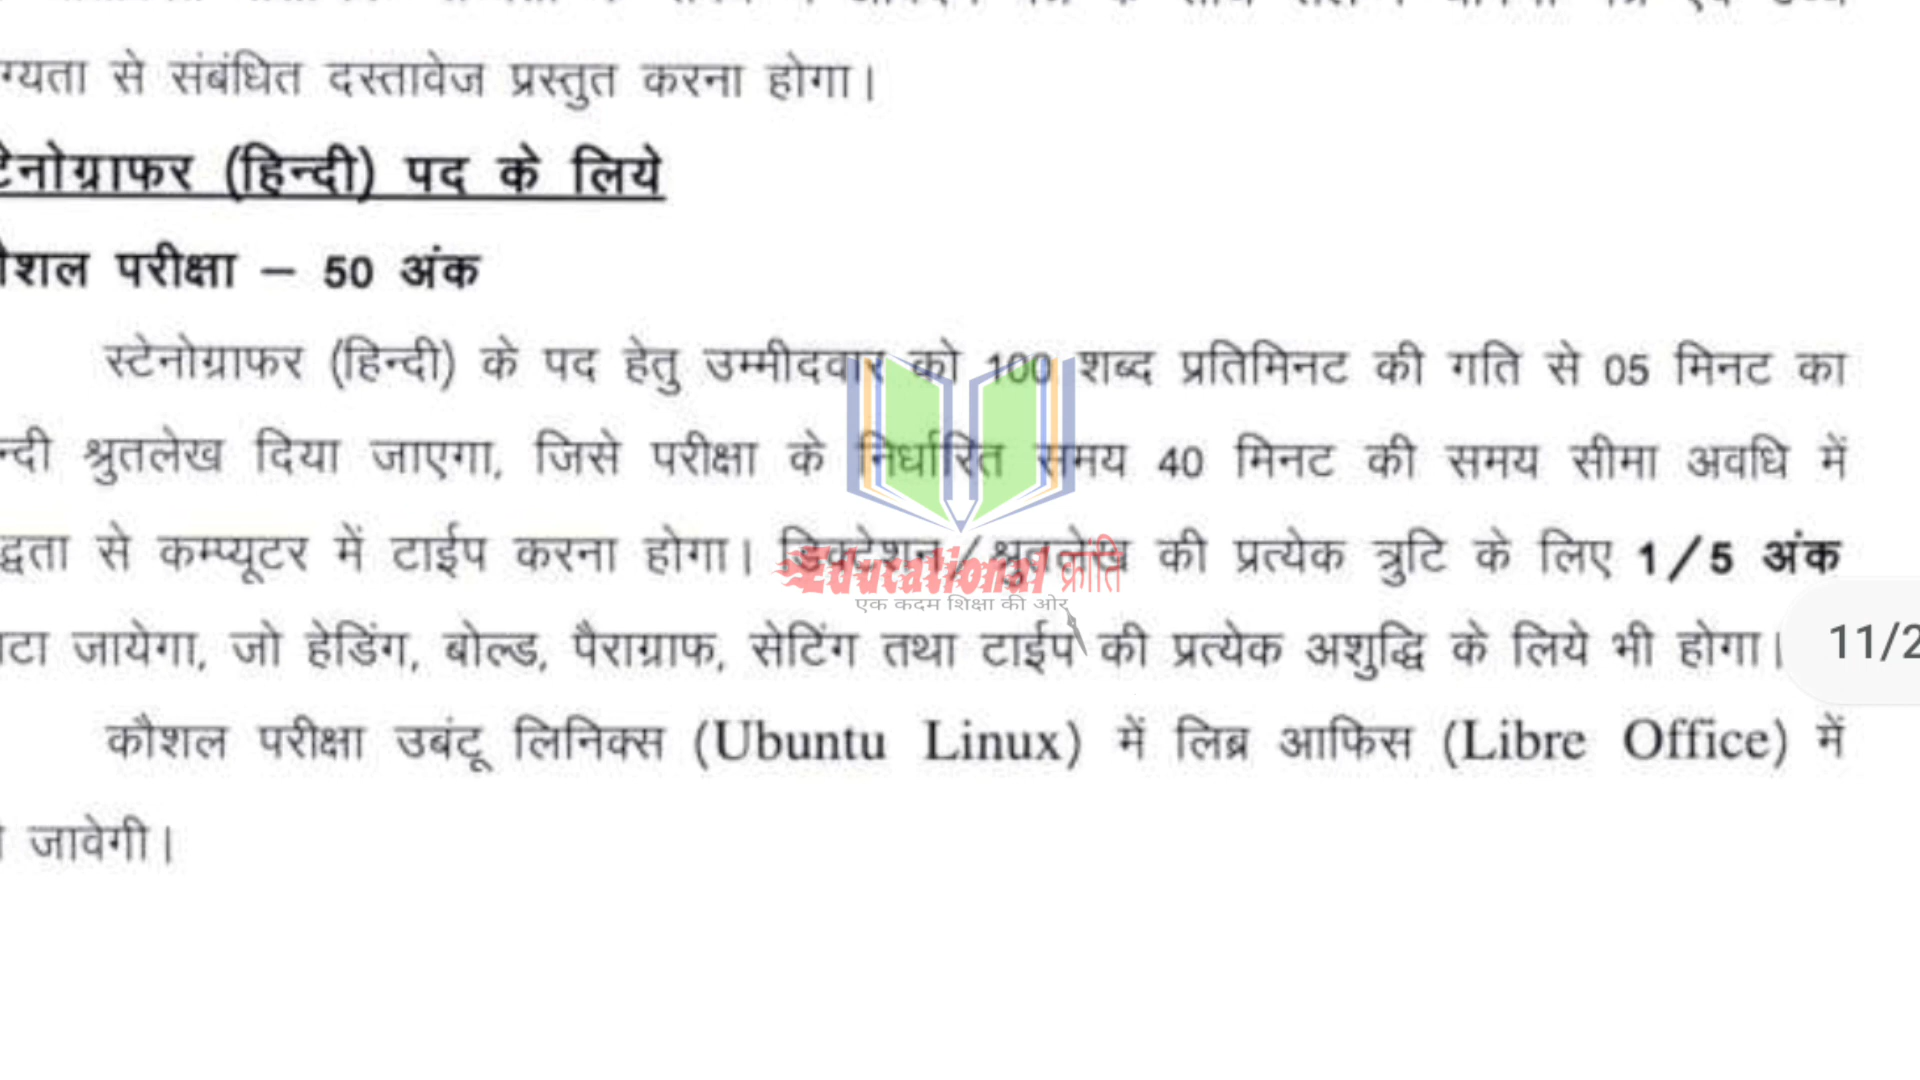 ग्यता से संबंधित दस्तावेज प्रस्तुत करना होगा।
टेनोग्राफर (हिन्दी) पद के लिये
शल परीक्षा – 50 अंक
स्टेनोग्राफर (हिन्दी) के पद हेतु उम्मीदवार को 100 शब्द प्रतिमिनट की गति से 05 मिनट का
न्दी श्रुतलेख दिया जाएगा, जिसे परीक्षा के निर्धारित समय 40 मिनट की समय सीमा अवधि में
द्धता से कम्प्यूटर में टाईप करना होगा। डिक्टेशन/श्रुतलेख की प्रत्येक त्रुटि के लिए 1/5 अंक
Educational क्रांति
एक कदम शिक्षा की ओर
टा जायेगा, जो हेडिंग, बोल्ड, पैराग्राफ, सेटिंग तथा टाईप की प्रत्येक अशुद्धि के लिये भी होगा।
11/2
कौशल परीक्षा उबंटू लिनिक्स (Ubuntu Linux) में लिब्र आफिस (Libre Office) में
जावेगी।